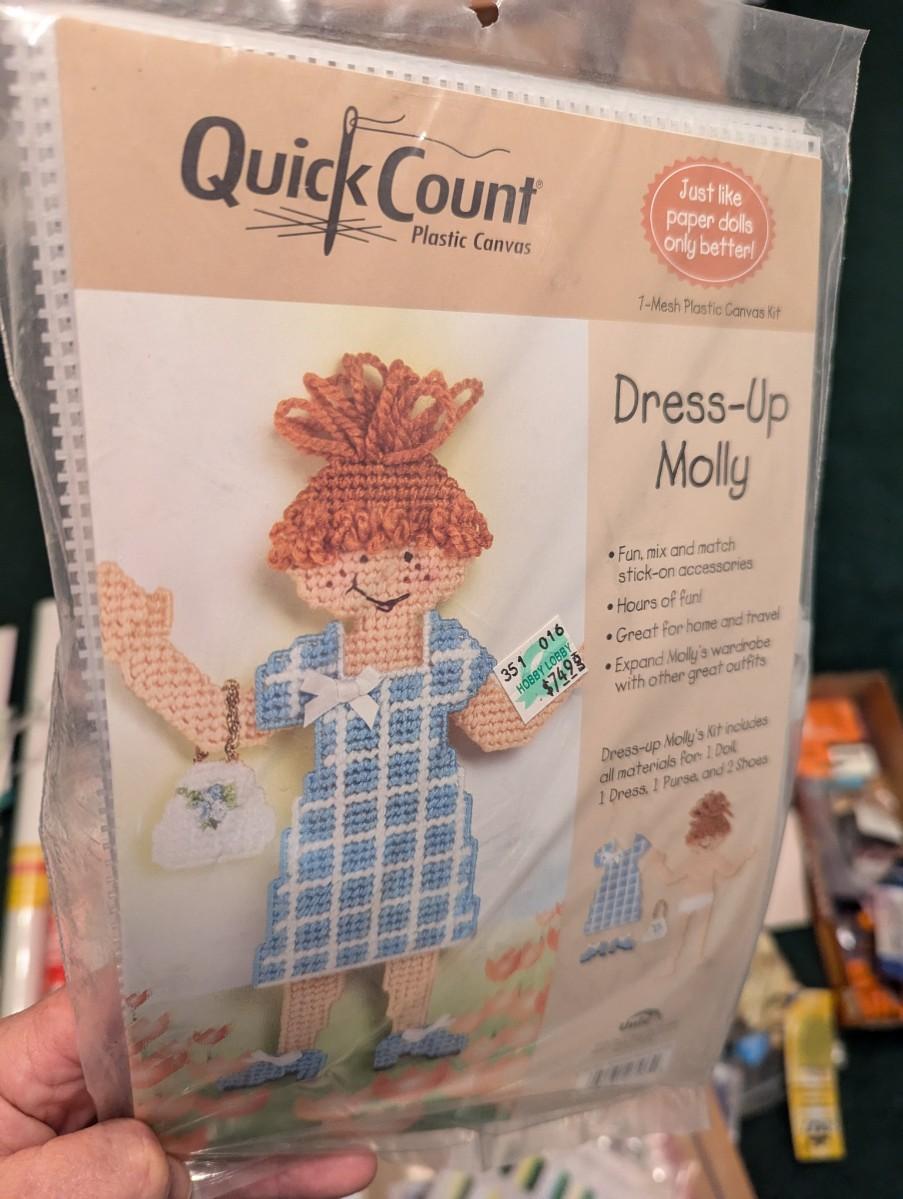 Quick Count®
Plastic Canvas
Just like
paper dolls
only better!
7-Mesh Plastic Canvas Kit
Dress-Up
Molly
• Fun, mix and match
stick-on accessories
• Hours of fun!
• Great for home and travel
• Expand Molly's wardrobe
with other great outfits
351 016
HOBBY LOBBY
Dress-up Molly's Kit includes
all materials for: 1 Doll,
1 Dress, 1 Purse, and 2 Shoes